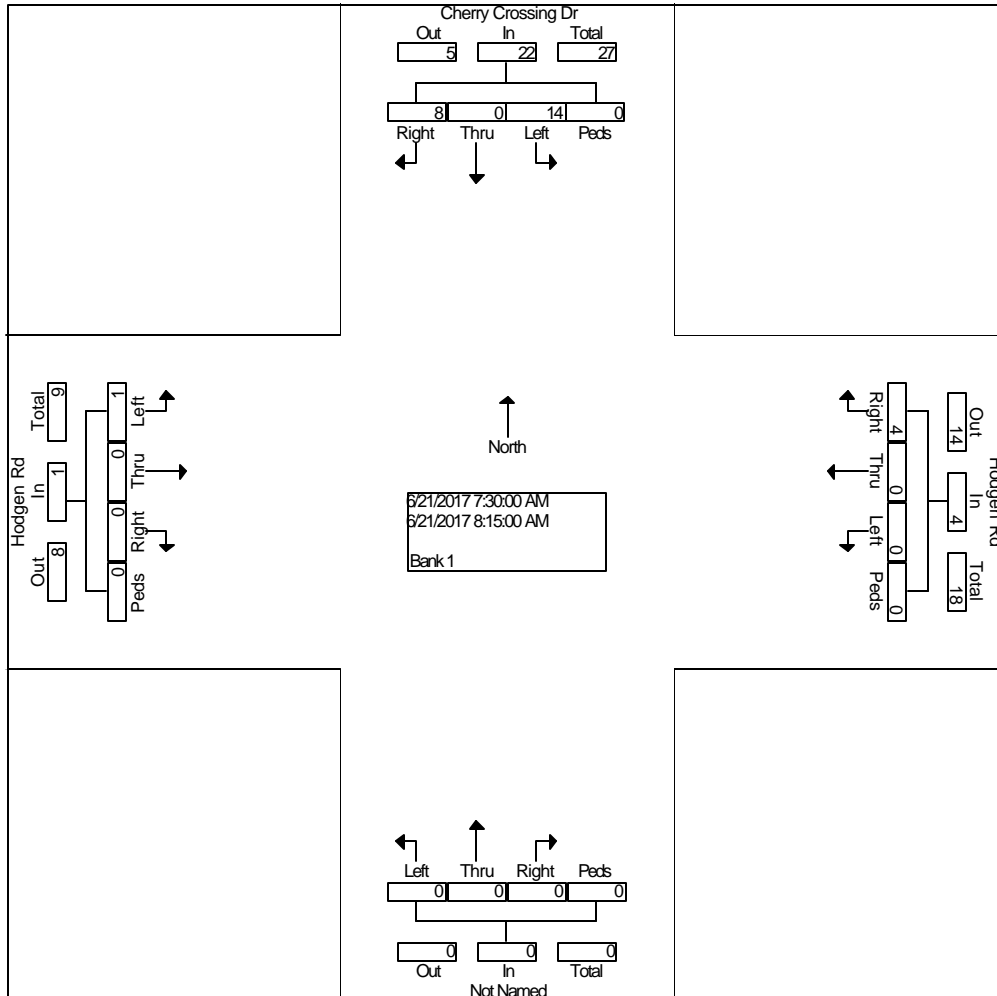 Cherry Crossing Dr
Out In Total
5 22 27
8 0 14 0
Right Thru Left Peds
Hodgen Rd
Total In Out
9 1 8
1 0 0 0
Left Thru Right Peds
North
6/21/2017 7:30:00 AM
6/21/2017 8:15:00 AM
Bank 1
Right Thru Left Peds
4 0 0 0
14 4 18
Out In Total
Hodgen Rd
Left Thru Right Peds
0 0 0 0
0 0 0
Out In Total
Not Named